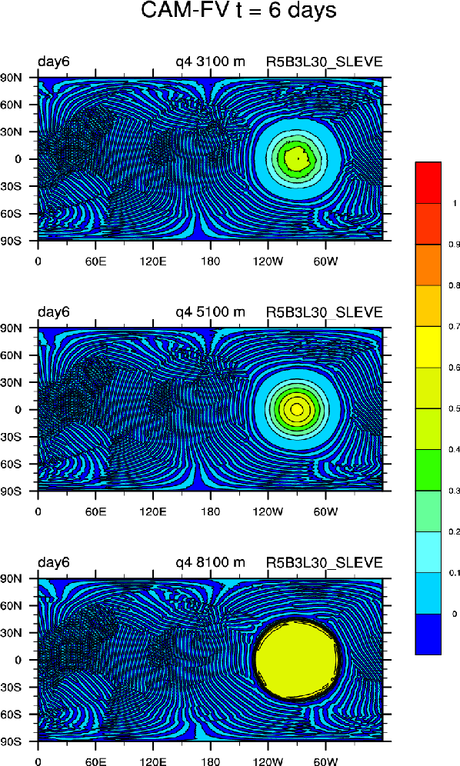 CAM-FV t = 6 days
day6 q4 3100 m R5B3L30_SLEVE
90N
60N
30N
0
30S
60S
90S
0 60E 120E 180 120W 60W
day6 q4 5100 m R5B3L30_SLEVE
90N
60N
30N
0
30S
60S
90S
0 60E 120E 180 120W 60W
day6 q4 8100 m R5B3L30_SLEVE
90N
60N
30N
0
30S
60S
90S
0 60E 120E 180 120W 60W
1
0.9
0.8
0.7
0.6
0.5
0.4
0.3
0.2
0.1
0